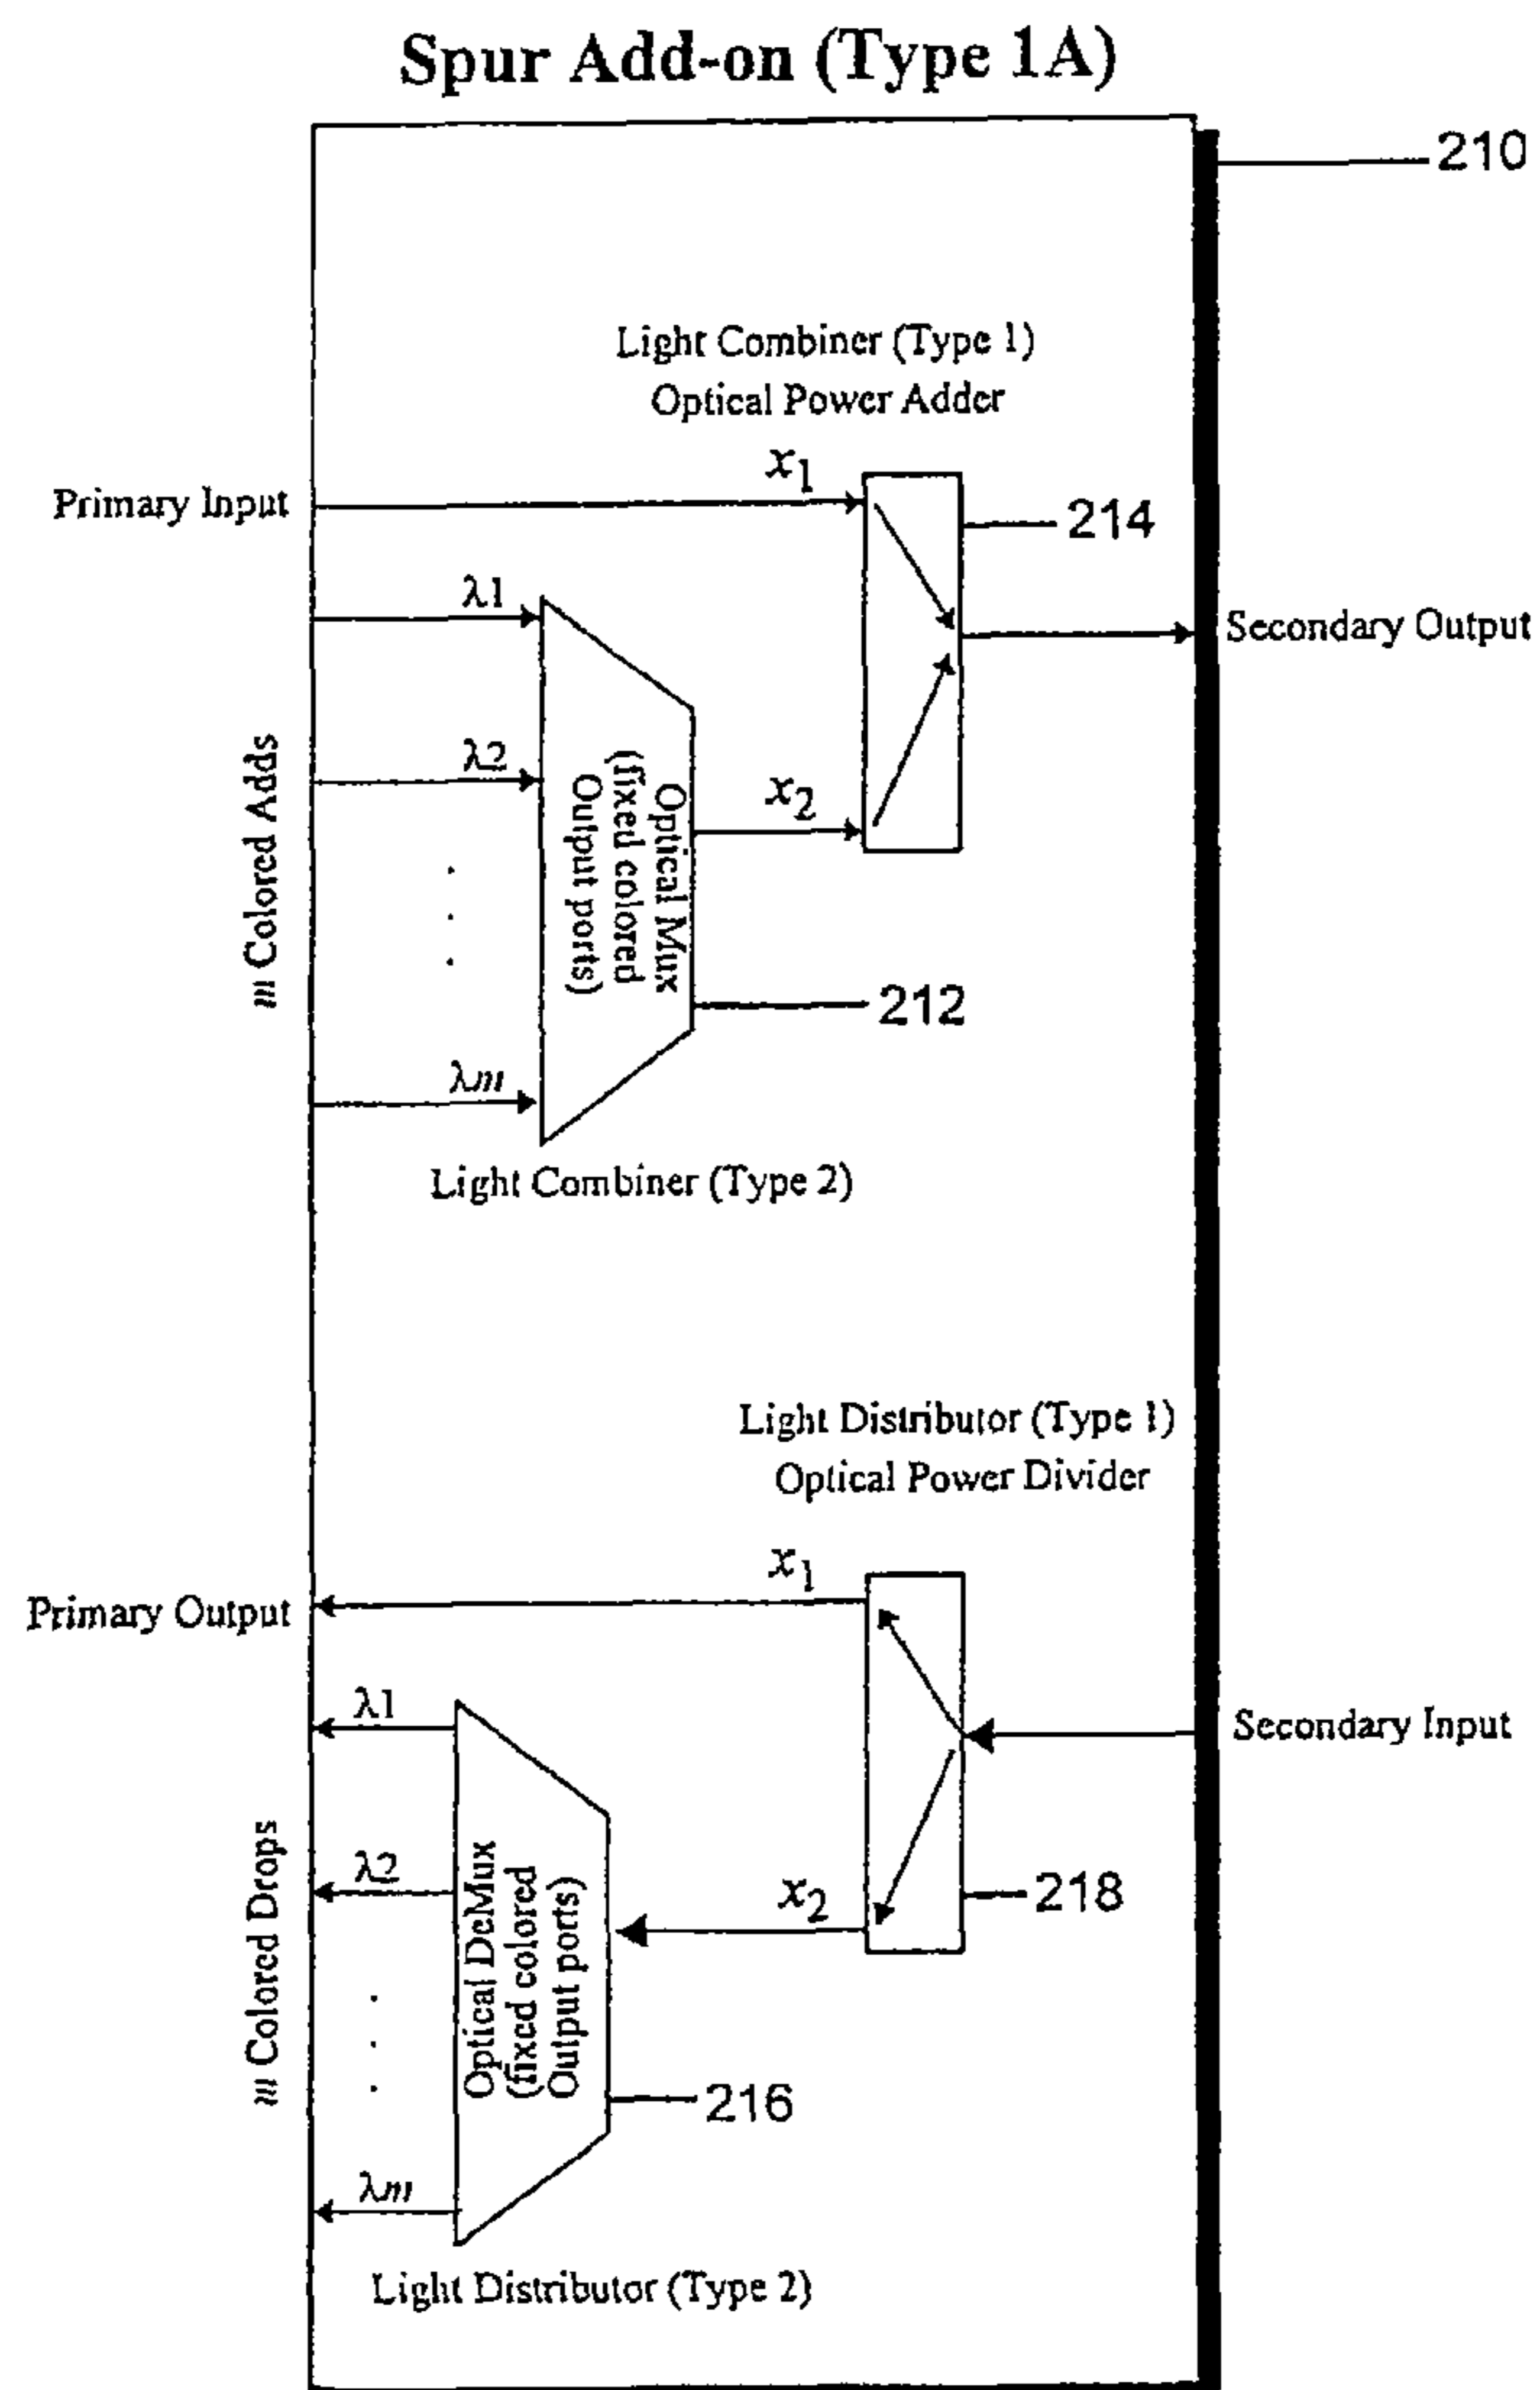 Spur Add-on (Type 1A)
210
Light Combiner (Type 1)
Optical Power Adder
x1
Primary Input
214
λ1
Secondary Output
m Colored Adds
λ2
x2
Optical Mux
(fixed colored
Output ports)
212
λm
Light Combiner (Type 2)
Light Distributor (Type 1)
Optical Power Divider
x1
Primary Output
λ1
Secondary Input
m Colored Drops
λ2
x2
218
Optical DeMux
(fixed colored
Output ports)
216
λm
Light Distributor (Type 2)